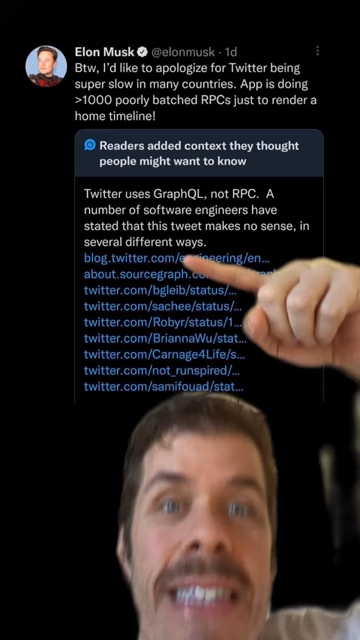 Elon Musk @elonmusk · 1d
Btw, I'd like to apologize for Twitter being
super slow in many countries. App is doing
>1000 poorly batched RPCs just to render a
home timeline!
Readers added context they thought
people might want to know
Twitter uses GraphQL, not RPC. A
number of software engineers have
stated that this tweet makes no sense, in
several different ways.
blog.twitter.com/engineering/en...
about.sourcegraph.com
twitter.com/bgleib/status/...
twitter.com/sachee/status/...
twitter.com/Robyr/status/1...
twitter.com/BriannaWu/stat...
twitter.com/Carnage4Life/s...
twitter.com/not_runspired/...
twitter.com/samifouad/stat...